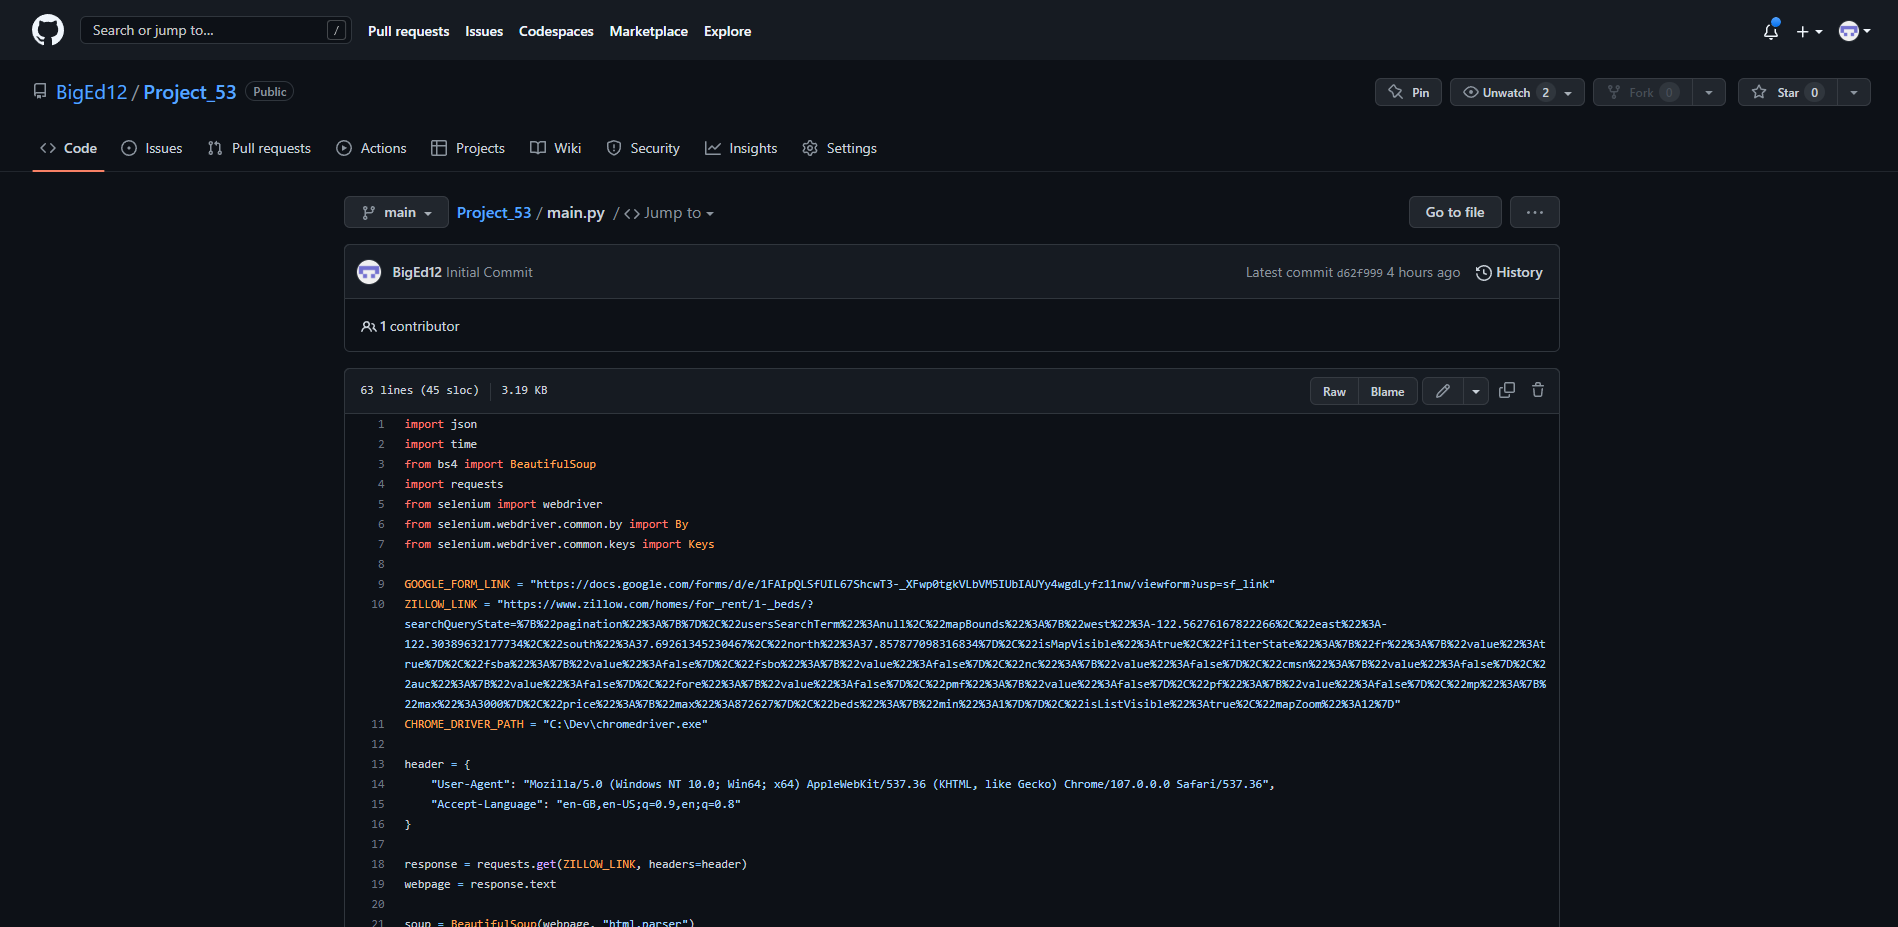 Search or jump to... /
Pull requests Issues Codespaces Marketplace Explore
BigEd12 / Project_53 Public
Pin Unwatch 2 Fork 0 Star 0
Code Issues Pull requests Actions Projects Wiki Security Insights Settings
main Project_53 / main.py / <> Jump to
Go to file ...
BigEd12 Initial Commit
Latest commit d62f999 4 hours ago History
1 contributor
63 lines (45 sloc) 3.19 KB
Raw Blame
1 import json
2 import time
3 from bs4 import BeautifulSoup
4 import requests
5 from selenium import webdriver
6 from selenium.webdriver.common.by import By
7 from selenium.webdriver.common.keys import Keys
8
9 GOOGLE_FORM_LINK = "https://docs.google.com/forms/d/e/1FAIpQLSfUIL67ShcwT3-_XFwp0tgkVLbVM5IUbIAUYy4wgdLyfz11nw/viewform?usp=sf_link"
10 ZILLOW_LINK = "https://www.zillow.com/homes/for_rent/1-_beds/?
searchQueryState=%7B%22pagination%22%3A%7B%7D%2C%22usersSearchTerm%22%3Anull%2C%22mapBounds%22%3A%7B%22west%22%3A-122.56276167822266%2C%22east%22%3A-
122.30389632177734%2C%22south%22%3A37.69261345230467%2C%22north%22%3A37.857877098316834%7D%2C%22isMapVisible%22%3Atrue%2C%22filterState%22%3A%7B%22fr%22%3A%7B%22value%22%3At
rue%7D%2C%22fsba%22%3A%7B%22value%22%3Afalse%7D%2C%22fsbo%22%3A%7B%22value%22%3Afalse%7D%2C%22nc%22%3A%7B%22value%22%3Afalse%7D%2C%22cmsn%22%3A%7B%22value%22%3Afalse%7D%2C%2
2auc%22%3A%7B%22value%22%3Afalse%7D%2C%22fore%22%3A%7B%22value%22%3Afalse%7D%2C%22pmf%22%3A%7B%22value%22%3Afalse%7D%2C%22pf%22%3A%7B%22value%22%3Afalse%7D%2C%22mp%22%3A%7B%
22max%22%3A3000%7D%2C%22price%22%3A%7B%22max%22%3A872627%7D%2C%22beds%22%3A%7B%22min%22%3A1%7D%7D%2C%22isListVisible%22%3Atrue%2C%22mapZoom%22%3A12%7D"
11 CHROME_DRIVER_PATH = "C:\Dev\chromedriver.exe"
12
13 header = {
14 "User-Agent": "Mozilla/5.0 (Windows NT 10.0; Win64; x64) AppleWebKit/537.36 (KHTML, like Gecko) Chrome/107.0.0.0 Safari/537.36",
15 "Accept-Language": "en-GB,en-US;q=0.9,en;q=0.8"
16 }
17
18 response = requests.get(ZILLOW_LINK, headers=header)
19 webpage = response.text
20
21 soup = BeautifulSoup(webpage, "html.parser")